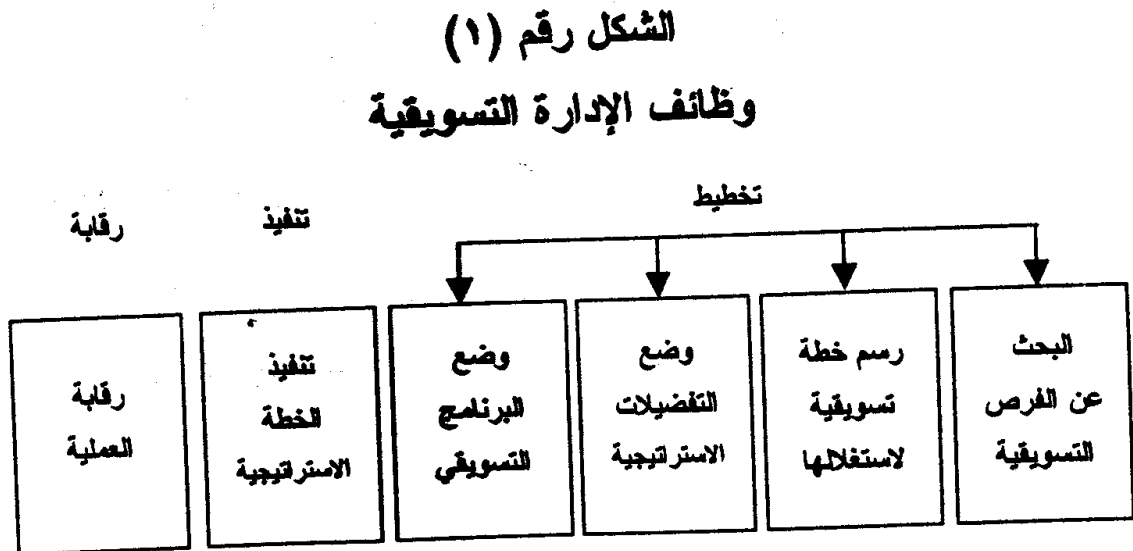 الشكل رقم (١)
وظائف الإدارة التسويقية
تخطيط
تنفيذ
رقابة
البحث
عن الفرص
التسويقية
رسم خطة
تسويقية
لاستغلالها
وضع
التفضيلات
الاستراتيجية
وضع
البرنامج
التسويقي
تنفيذ
الخطة
الاستراتيجية
رقابة
العملية